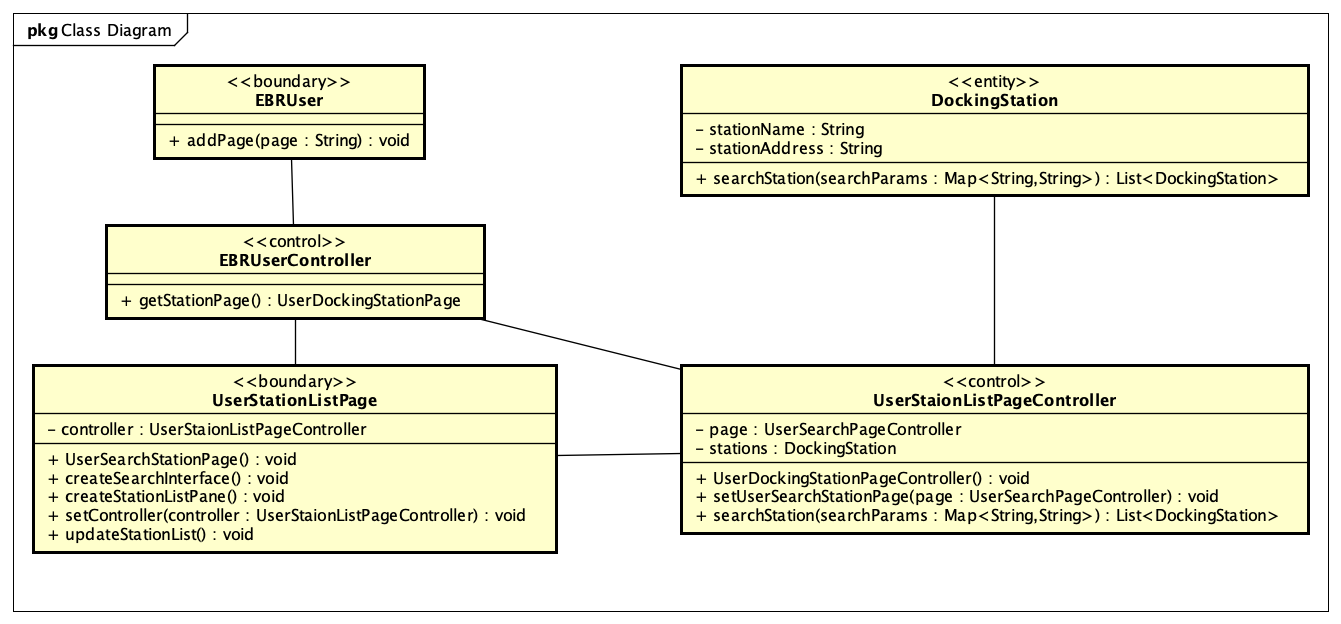 pkg Class Diagram
<<boundary>>
EBRUser
+ addPage(page : String) : void
<<entity>>
DockingStation
- stationName : String
- stationAddress : String
+ searchStation(searchParams : Map<String,String>) : List<DockingStation>
<<control>>
EBRUserController
+ getStationPage() : UserDockingStationPage
<<boundary>>
UserStationListPage
- controller : UserStaionListPageController
+ UserSearchStationPage() : void
+ createSearchInterface() : void
+ createStationListPane() : void
+ setController(controller : UserStaionListPageController) : void
+ updateStationList() : void
<<control>>
UserStaionListPageController
- page : UserSearchPageController
- stations : DockingStation
+ UserDockingStationPageController() : void
+ setUserSearchStationPage(page : UserSearchPageController) : void
+ searchStation(searchParams : Map<String,String>) : List<DockingStation>